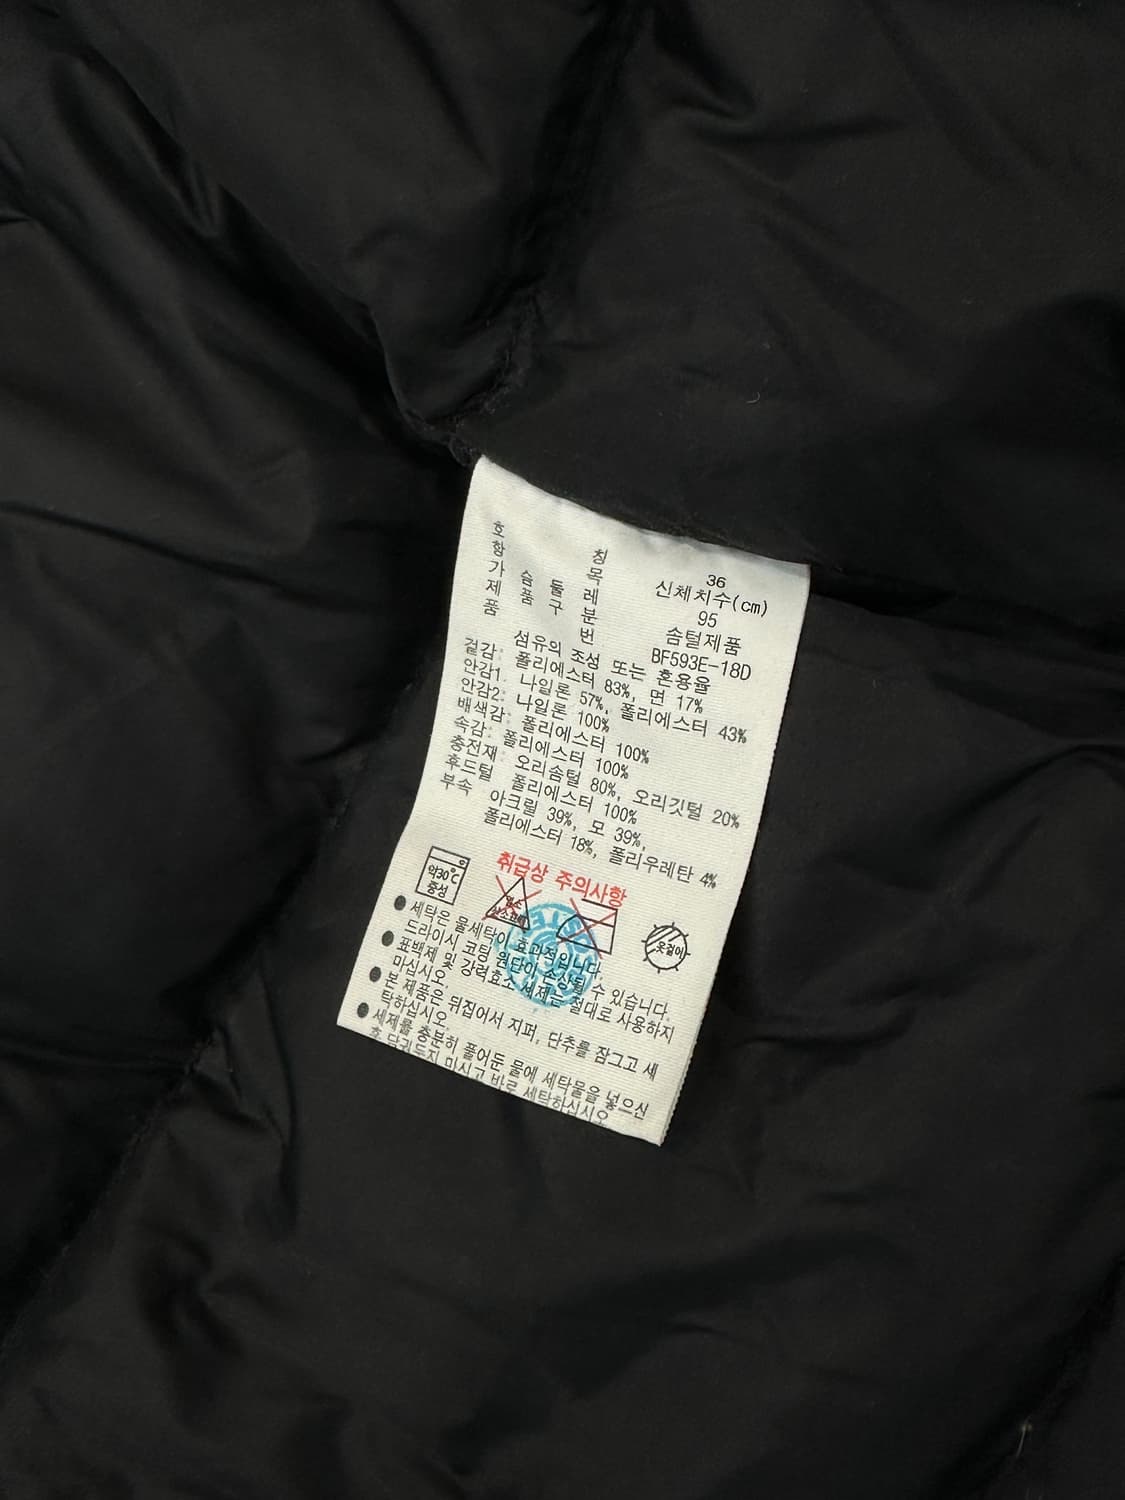 호 칭 36
항 목 신체치수(cm)
가 슴 둘 레 95
제 품 구 분 솜털제품
품 번 BF593E-18D
섬유의 조성 또는 혼용율
겉감: 폴리에스터 83%, 면 17%
안감1: 나일론 57%, 폴리에스터 43%
안감2: 나일론 100%
배색감: 폴리에스터 100%
속감: 폴리에스터 100%
충전재: 오리솜털 80%, 오리깃털 20%
후드털 폴리에스터 100%
부속 아크릴 39%, 모 39%,
폴리에스터 18%, 폴리우레탄 4%
취급상 주의사항
약30℃
중성
옷걸이
● 세탁은 물세탁이 효과적입니다.
드라이시 코팅 원단이 손상될 수 있습니다.
● 표백제 및 강력효소 세제는 절대로 사용하지
마십시오.
● 본 제품은 뒤집어서 지퍼, 단추를 잠그고 세
탁하십시오.
● 세제를 충분히 풀어둔 물에 세탁물을 넣으신
후 담궈두지 마시고 바로 세탁하십시오